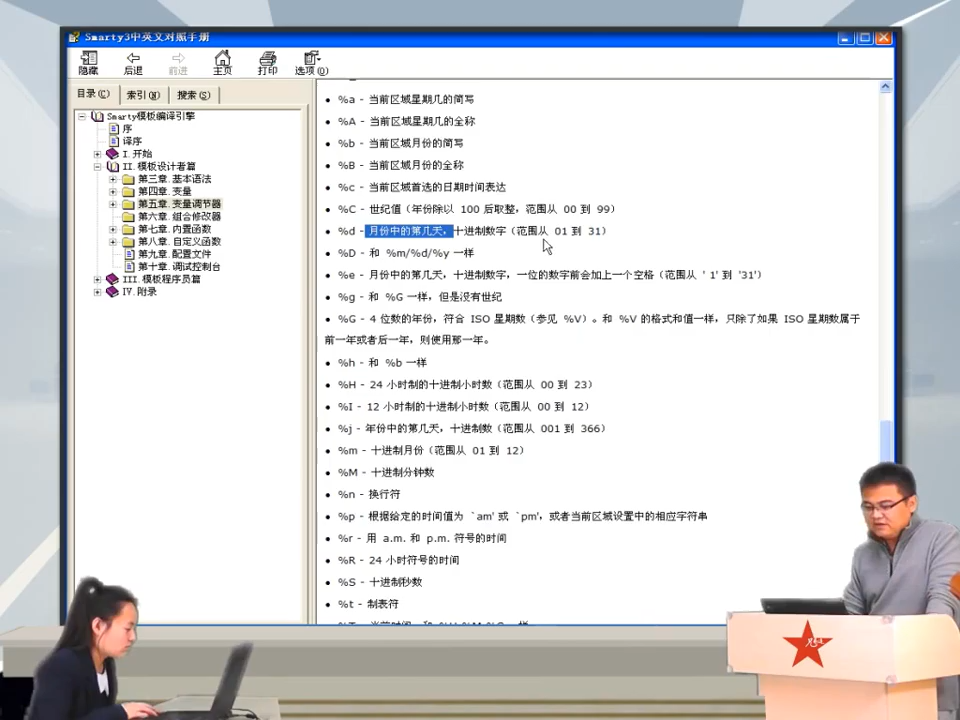 Smarty3中英文对照手册
隐藏
后退
前进
主页
打印
选项(O)
目录(C)
索引(N)
搜索(S)
Smarty模板编译引擎
序
译序
I.开始
II.模板设计者篇
第三章.基本语法
第四章.变量
第五章.变量调节器
第六章.组合修改器
第七章.内置函数
第八章.自定义函数
第九章.配置文件
第十章.调试控制台
III.模板程序员篇
IV.附录
%a - 当前区域星期几的简写
%A - 当前区域星期几的全称
%b - 当前区域月份的简写
%B - 当前区域月份的全称
%c - 当前区域首选的日期时间表达
%C - 世纪值（年份除以 100 后取整，范围从 00 到 99）
%d - 月份中的第几天，十进制数字（范围从 01 到 31）
%D - 和 %m/%d/%y 一样
%e - 月份中的第几天，十进制数字，一位的数字前会加上一个空格（范围从 ' 1' 到 '31'）
%g - 和 %G 一样，但是没有世纪
%G - 4 位数的年份，符合 ISO 星期数（参见 %V）。和 %V 的格式和值一样，只除了如果 ISO 星期数属于
前一年或者后一年，则使用那一年。
%h - 和 %b 一样
%H - 24 小时制的十进制小时数（范围从 00 到 23）
%I - 12 小时制的十进制小时数（范围从 00 到 12）
%j - 年份中的第几天，十进制数（范围从 001 到 366）
%m - 十进制月份（范围从 01 到 12）
%M - 十进制分钟数
%n - 换行符
%p - 根据给定的时间值为 `am' 或 `pm'，或者当前区域设置中的相应字符串
%r - 用 a.m. 和 p.m. 符号的时间
%R - 24 小时符号的时间
%S - 十进制秒数
%t - 制表符